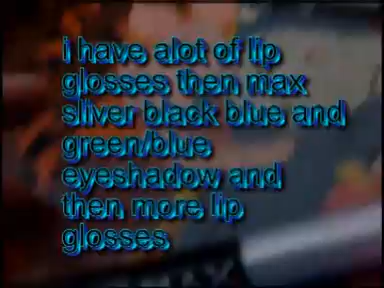 i have alot of lip
glosses then max
sliver black blue and
green/blue
eyeshadow and
then more lip
glosses